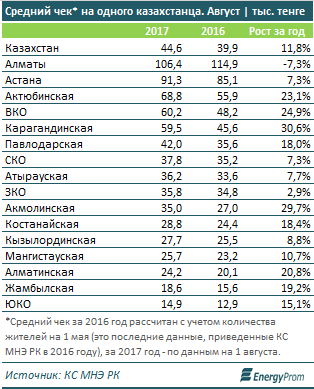 Средний чек* на одного казахстанца. Август | тыс. тенге
2017 2016 Рост за год
Казахстан 44,6 39,9 11,8%
Алматы 106,4 114,9 -7,3%
Астана 91,3 85,1 7,3%
Актюбинская 68,8 55,9 23,1%
ВКО 60,2 48,2 24,9%
Карагандинская 59,5 45,6 30,6%
Павлодарская 42,0 35,6 18,0%
СКО 37,8 35,2 7,3%
Атырауская 36,2 33,6 7,7%
ЗКО 35,8 34,8 2,9%
Акмолинская 35,0 27,0 29,7%
Костанайская 28,8 24,4 18,4%
Кызылординская 27,7 25,5 8,8%
Мангистауская 25,7 23,2 10,7%
Алматинская 24,2 20,1 20,8%
Жамбылская 18,6 15,6 19,2%
ЮКО 14,9 12,9 15,1%
*Средний чек за 2016 год рассчитан с учетом количества
жителей на 1 мая (это последние данные, приведенные КС
МНЭ РК в 2016 году), за 2017 год - по данным на 1 августа.
Источник: КС МНЭ РК
EnergyProm